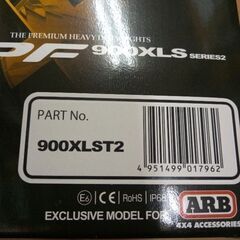 THE PREMIUM HEAVY
900XLS SERIES2
PART No.
900XLST2
4 951499 017962
E6 CE RoHS IP68
EXCLUSIVE MODEL FOR
ARB
4X4 ACCESSORIES